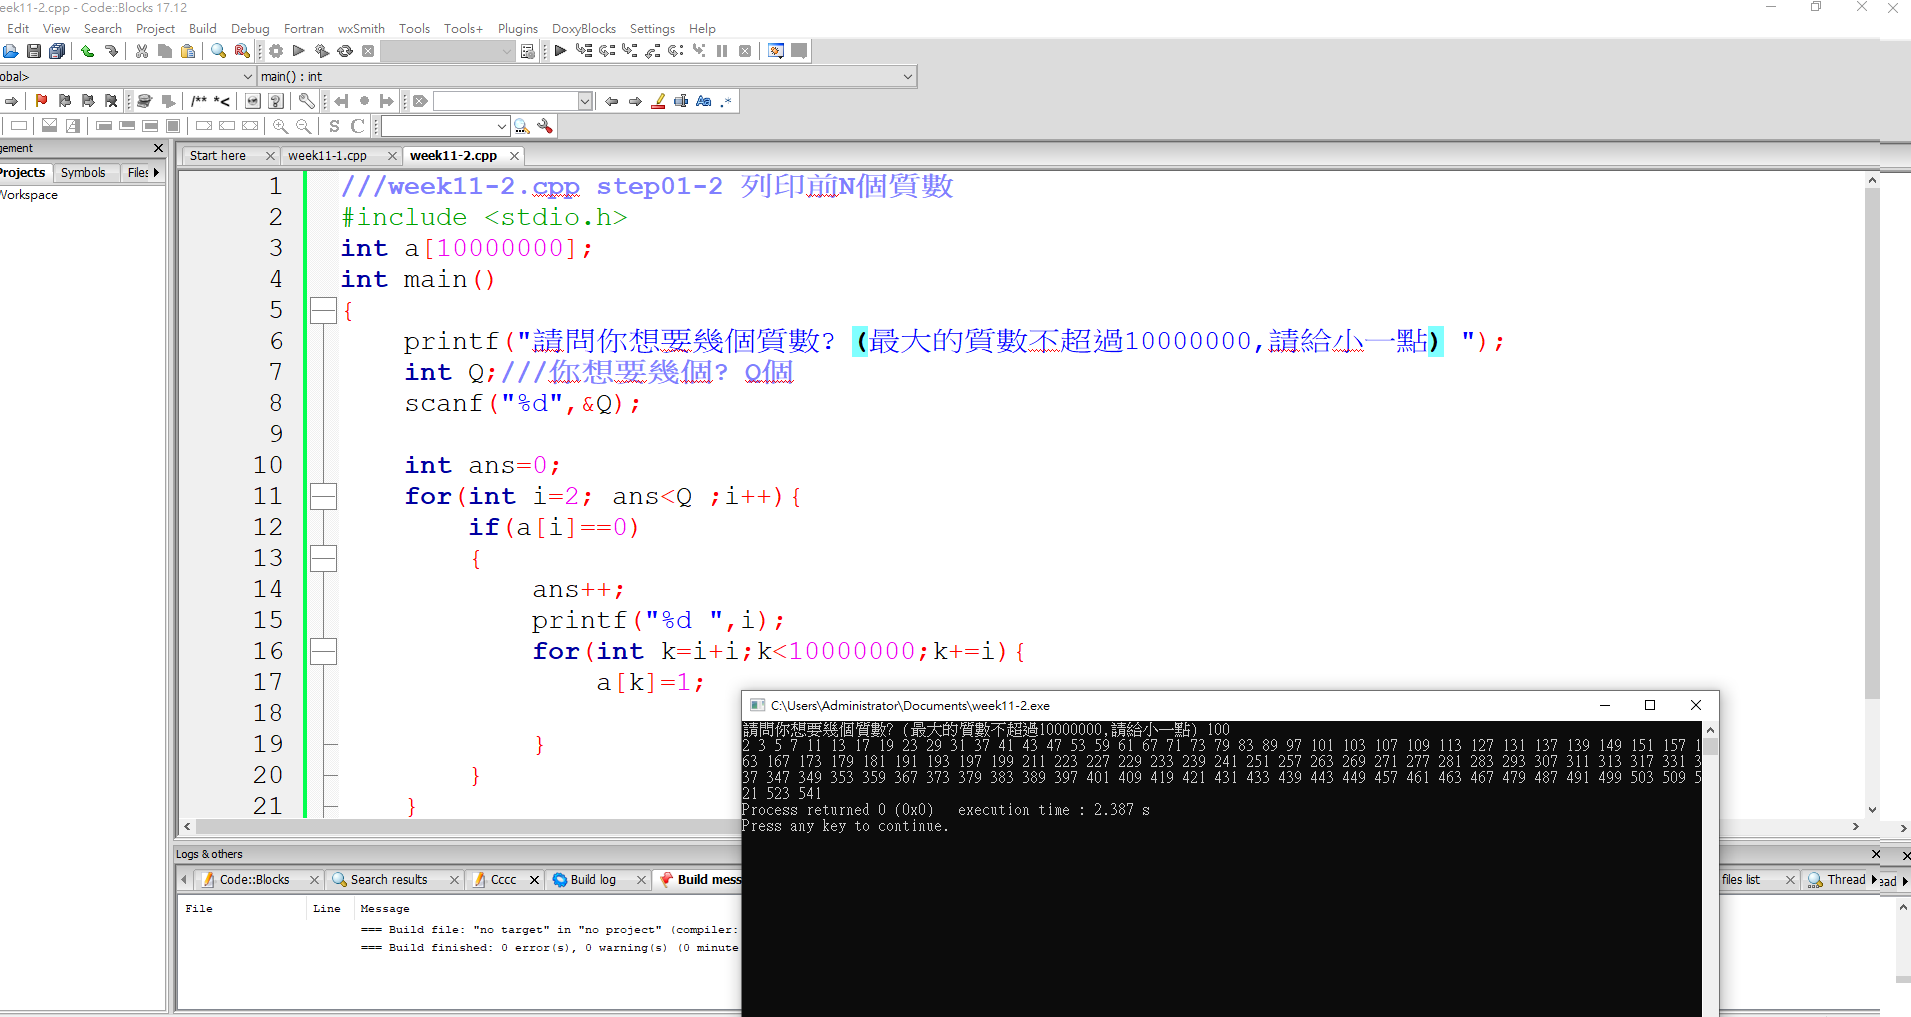 eek11-2.cpp - Code::Blocks 17.12
Edit View Search Project Build Debug Fortran wxSmith Tools Tools+ Plugins DoxyBlocks Settings Help
obal> main() : int
/** *<
S C
gement
Projects Symbols Files
Workspace
Start here week11-1.cpp week11-2.cpp
1 ///week11-2.cpp step01-2 列印前N個質數
2 #include <stdio.h>
3 int a[10000000];
4 int main()
5 {
6 printf("請問你想要幾個質數? (最大的質數不超過10000000,請給小一點) ");
7 int Q;///你想要幾個? Q個
8 scanf("%d",&Q);
9
10 int ans=0;
11 for(int i=2; ans<Q ;i++){
12 if(a[i]==0)
13 {
14 ans++;
15 printf("%d ",i);
16 for(int k=i+i;k<10000000;k+=i){
17 a[k]=1;
18
19 }
20 }
21 }
C:\Users\Administrator\Documents\week11-2.exe
請問你想要幾個質數? (最大的質數不超過10000000,請給小一點) 100
2 3 5 7 11 13 17 19 23 29 31 37 41 43 47 53 59 61 67 71 73 79 83 89 97 101 103 107 109 113 127 131 137 139 149 151 157 1
63 167 173 179 181 191 193 197 199 211 223 227 229 233 239 241 251 257 263 269 271 277 281 283 293 307 311 313 317 331 3
37 347 349 353 359 367 373 379 383 389 397 401 409 419 421 431 433 439 443 449 457 461 463 467 479 487 491 499 503 509 5
21 523 541
Process returned 0 (0x0) execution time : 2.387 s
Press any key to continue.
Logs & others
Code::Blocks Search results Cccc Build log Build mess files list Thread ead
File Line Message
=== Build file: "no target" in "no project" (compiler:
=== Build finished: 0 error(s), 0 warning(s) (0 minute